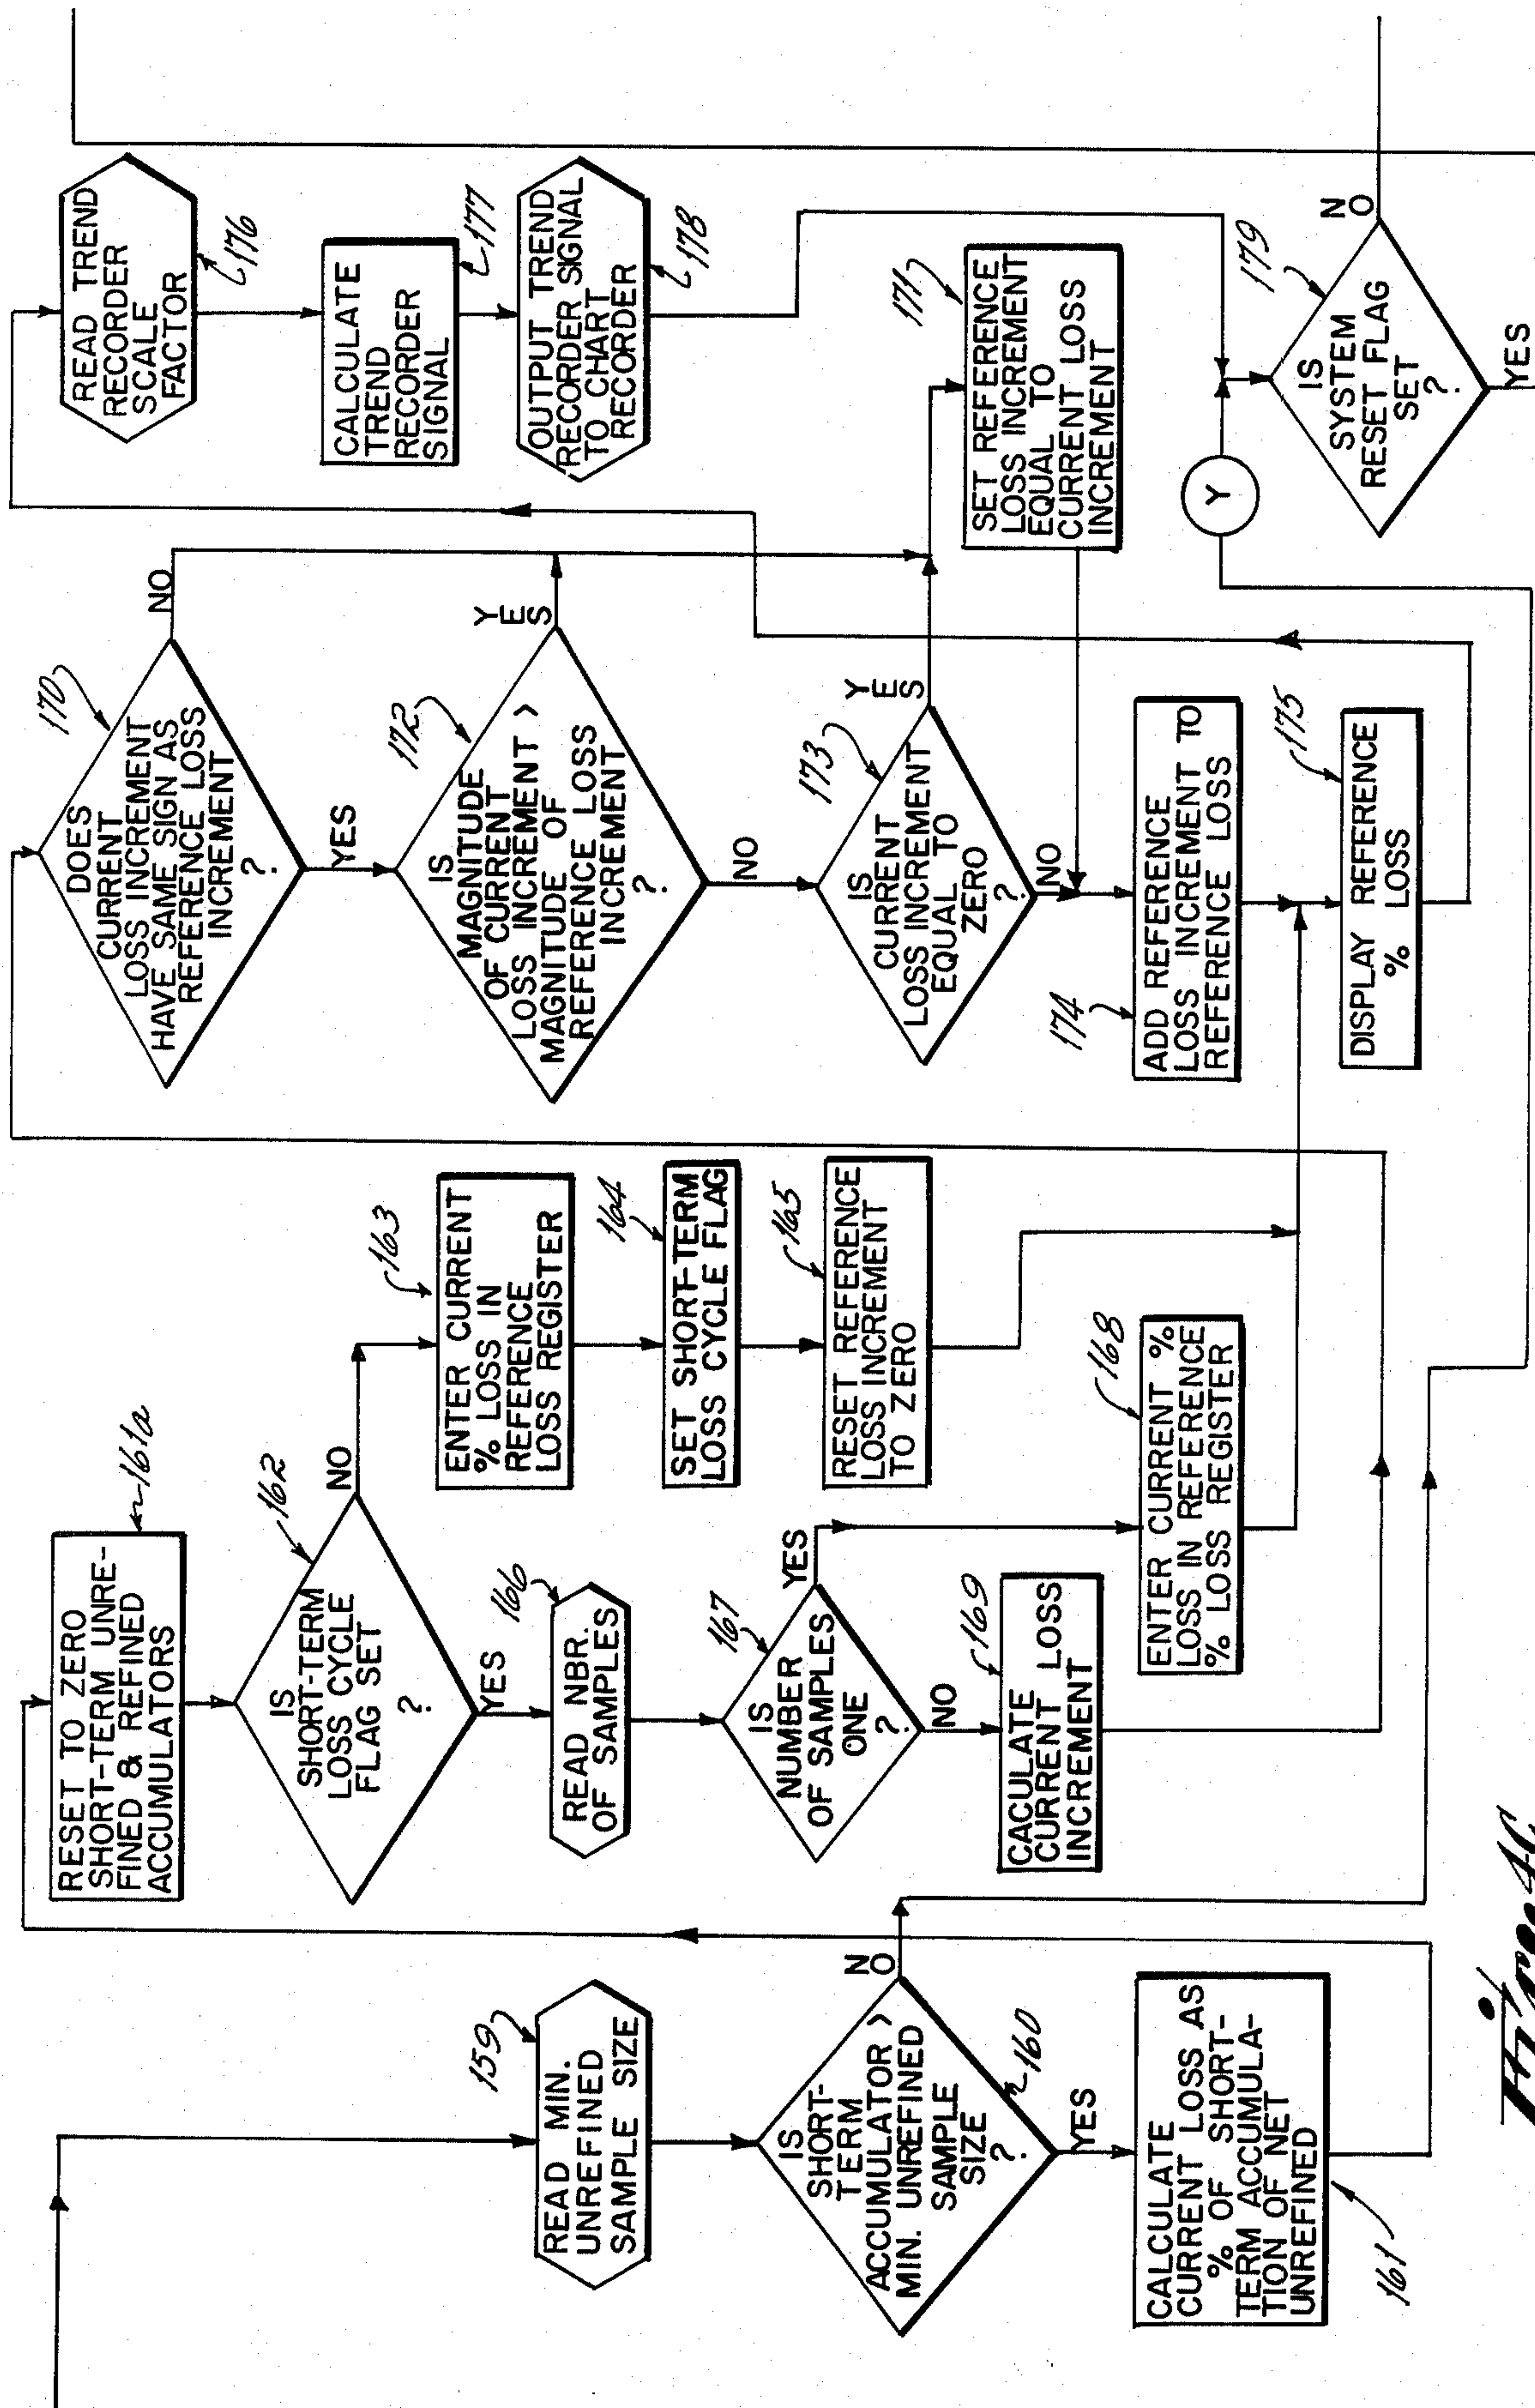 159
READ MIN.
UNREFINED
SAMPLE SIZE
IS
SHORT-
TERM
ACCUMULATOR >
MIN. UNREFINED
SAMPLE
SIZE
?
NO
160
YES
CALCULATE
CURRENT LOSS AS
% OF SHORT-
TERM ACCUMULA-
TION OF NET
UNREFINED
161
RESET TO ZERO
SHORT-TERM UNRE-
FINED & REFINED
ACCUMULATORS
161a
IS
SHORT-TERM
LOSS CYCLE
FLAG SET
?
162
NO
YES
READ NBR.
OF SAMPLES
166
IS
NUMBER
OF SAMPLES
ONE
?
167
YES
NO
CACULATE
CURRENT LOSS
INCREMENT
169
ENTER CURRENT
% LOSS IN
REFERENCE
LOSS REGISTER
163
SET SHORT-TERM
LOSS CYCLE FLAG
164
RESET REFERENCE
LOSS INCREMENT
TO ZERO
165
ENTER CURRENT %
LOSS IN REFERENCE
% LOSS REGISTER
168
DOES
CURRENT
LOSS INCREMENT
HAVE SAME SIGN AS
REFERENCE LOSS
INCREMENT
?
170
NO
YES
IS
MAGNITUDE
OF CURRENT
LOSS INCREMENT >
MAGNITUDE OF
REFERENCE LOSS
INCREMENT
?
172
YES
NO
IS
CURRENT
LOSS INCREMENT
EQUAL TO
ZERO
?
173
YES
NO
ADD REFERENCE
LOSS INCREMENT TO
REFERENCE LOSS
174
DISPLAY REFERENCE
% LOSS
175
READ TREND
RECORDER
SCALE
FACTOR
176
CALCULATE
TREND
RECORDER
SIGNAL
177
OUTPUT TREND
RECORDER SIGNAL
TO CHART
RECORDER
178
SET REFERENCE
LOSS INCREMENT
EQUAL TO
CURRENT LOSS
INCREMENT
171
Y
IS
SYSTEM
RESET FLAG
SET
?
179
NO
YES